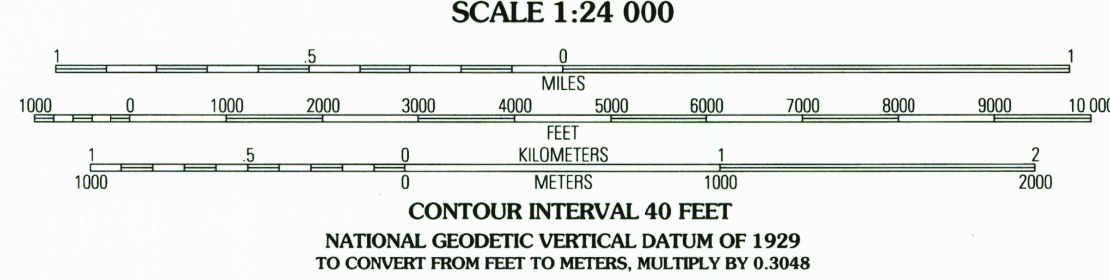 SCALE 1:24 000
1 .5 0 1
MILES
1000 0 1000 2000 3000 4000 5000 6000 7000 8000 9000 10 000
FEET
1 .5 0 KILOMETERS 1 2
1000 0 METERS 1000 2000
CONTOUR INTERVAL 40 FEET
NATIONAL GEODETIC VERTICAL DATUM OF 1929
TO CONVERT FROM FEET TO METERS, MULTIPLY BY 0.3048